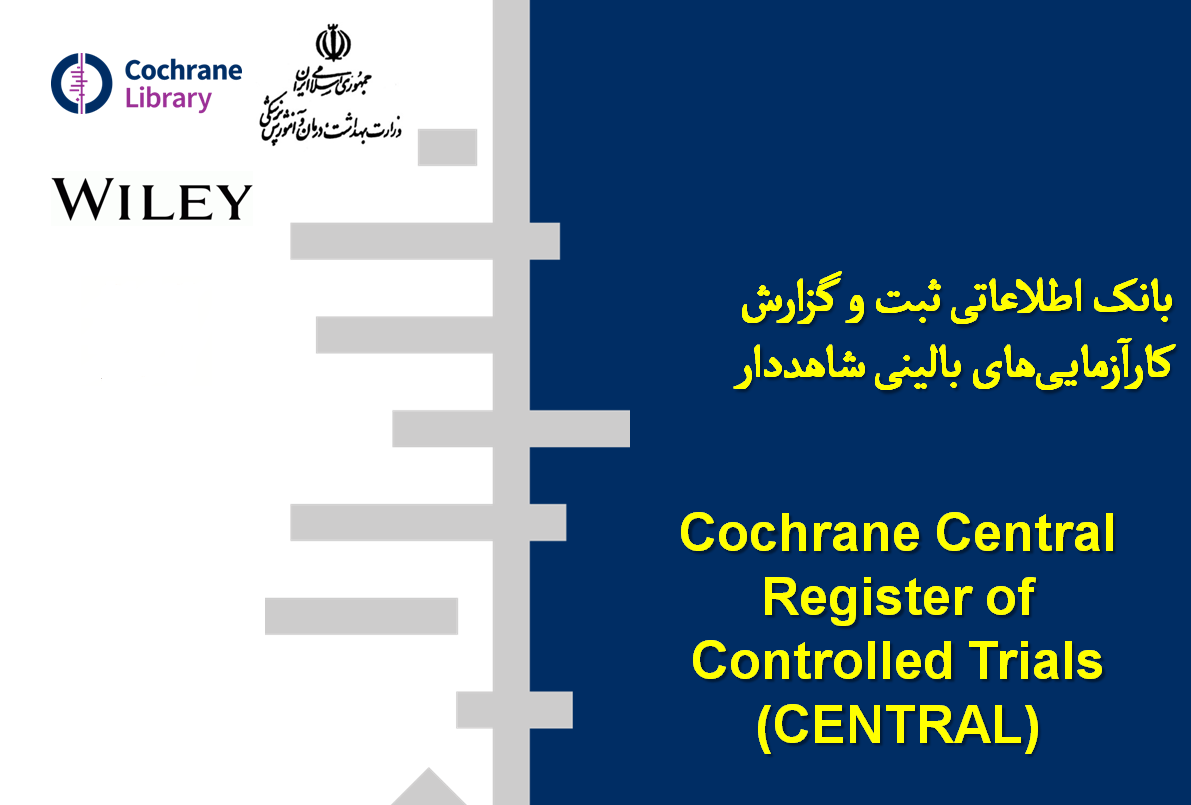 Cochrane
Library
جمهوری اسلامی ایران
وزارت بهداشت، درمان و آموزش پزشکی
WILEY
بانک اطلاعاتی ثبت و گزارش
کارآزمایی‌های بالینی شاهددار
Cochrane Central
Register of
Controlled Trials
(CENTRAL)